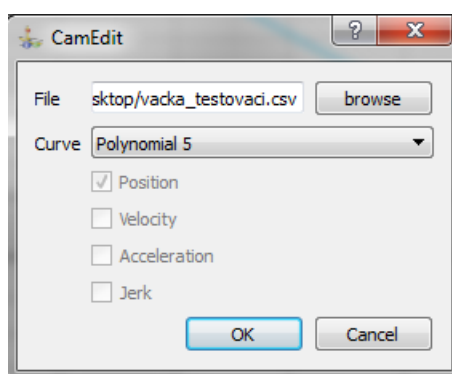 CamEdit
File sktop/vacka_testovaci.csv browse
Curve Polynomial 5
Position
Velocity
Acceleration
Jerk
OK Cancel